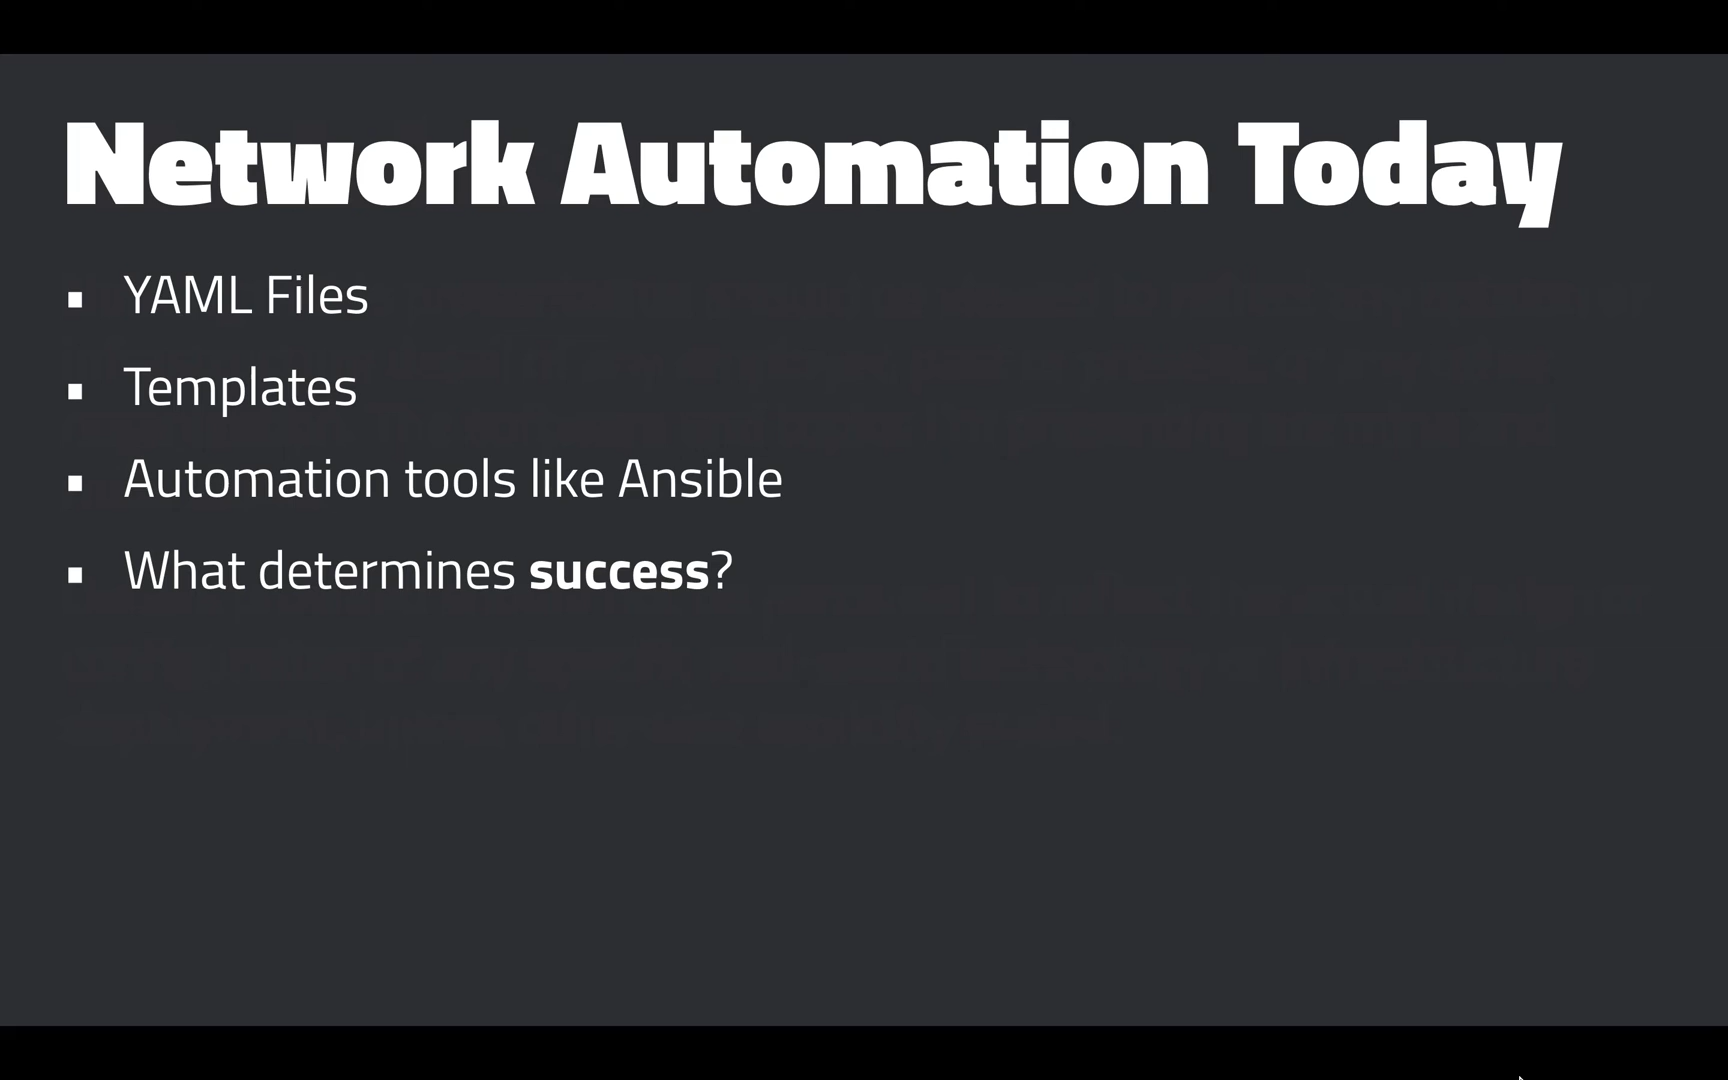 Network Automation Today
▪ YAML Files
▪ Templates
▪ Automation tools like Ansible
▪ What determines success?